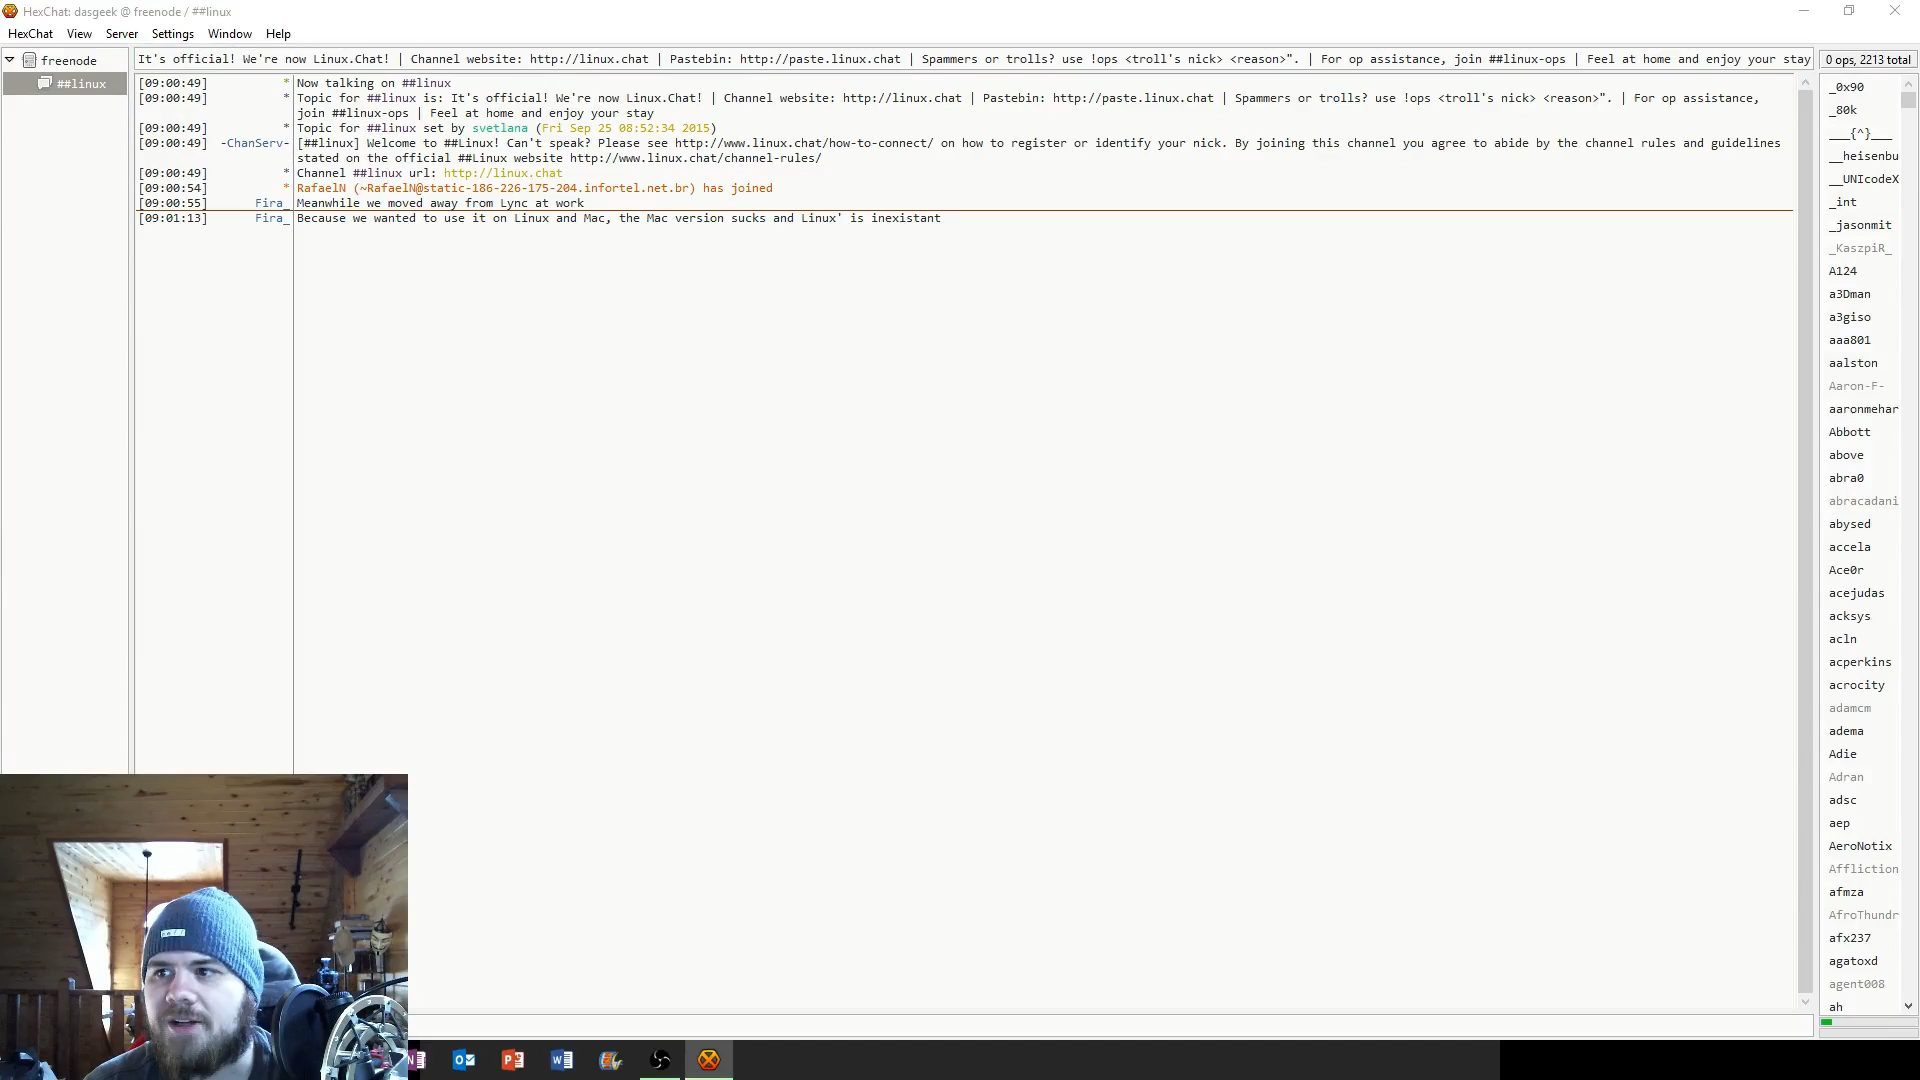 HexChat: dasgeek @ freenode / ##linux
HexChat View Server Settings Window Help
freenode
##linux
It's official! We're now Linux.Chat! | Channel website: http://linux.chat | Pastebin: http://paste.linux.chat | Spammers or trolls? use !ops <troll's nick> <reason>". | For op assistance, join ##linux-ops | Feel at home and enjoy your stay
0 ops, 2213 total
[09:00:49] * Now talking on ##linux
[09:00:49] * Topic for ##linux is: It's official! We're now Linux.Chat! | Channel website: http://linux.chat | Pastebin: http://paste.linux.chat | Spammers or trolls? use !ops <troll's nick> <reason>". | For op assistance,
join ##linux-ops | Feel at home and enjoy your stay
[09:00:49] * Topic for ##linux set by svetlana (Fri Sep 25 08:52:34 2015)
[09:00:49] -ChanServ- [##linux] Welcome to ##Linux! Can't speak? Please see http://www.linux.chat/how-to-connect/ on how to register or identify your nick. By joining this channel you agree to abide by the channel rules and guidelines
stated on the official ##Linux website http://www.linux.chat/channel-rules/
[09:00:49] * Channel ##linux url: http://linux.chat
[09:00:54] * RafaelN (~RafaelN@static-186-226-175-204.infortel.net.br) has joined
[09:00:55] Fira_ Meanwhile we moved away from Lync at work
[09:01:13] Fira_ Because we wanted to use it on Linux and Mac, the Mac version sucks and Linux' is inexistant
_0x90
_80k
___{^}___
__heisenbu
__UNIcodeX
_int
_jasonmit
_KaszpiR_
A124
a3Dman
a3giso
aaa801
aalston
Aaron-F-
aaronmehar
Abbott
above
abra0
abracadani
abysed
accela
Ace0r
acejudas
acksys
acln
acperkins
acrocity
adamcm
adema
Adie
Adran
adsc
aep
AeroNotix
Affliction
afmza
AfroThundr
afx237
agatoxd
agent008
ah